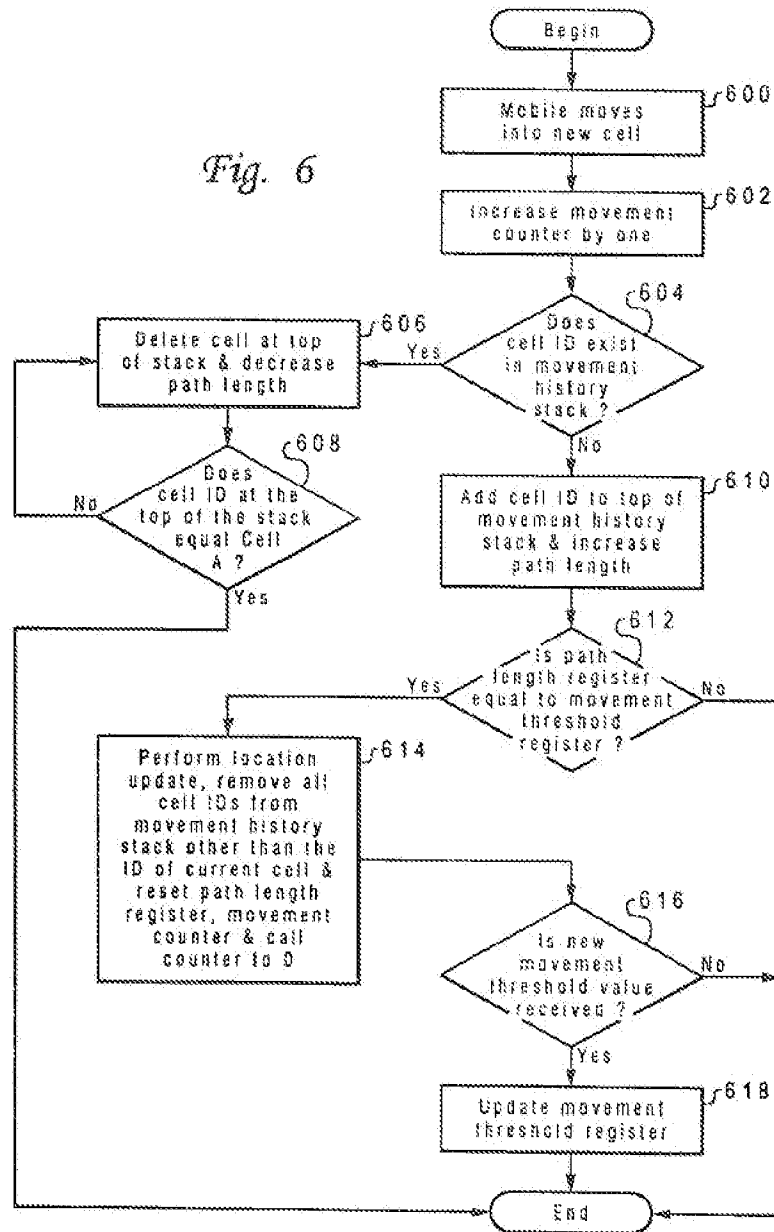 Begin
600
Mobile moves
into new cell
Fig. 6
602
Increase movement
counter by one
604
Does
cell ID exist
in movement
history
stack ?
Yes
No
606
Delete cell at top
of stack & decrease
path length
608
Does
cell ID at the
top of the stack
equal Cell
A ?
No
Yes
610
Add cell ID to top of
movement history
stack & increase
path length
612
Is path
length register
equal to movement
threshold
register ?
Yes
No
614
Perform location
update, remove all
cell IDs from
movement history
stack other than the
ID of current cell &
reset path length
register, movement
counter & call
counter to 0
616
Is new
movement
threshold value
received ?
No
Yes
618
Update movement
threshold register
End